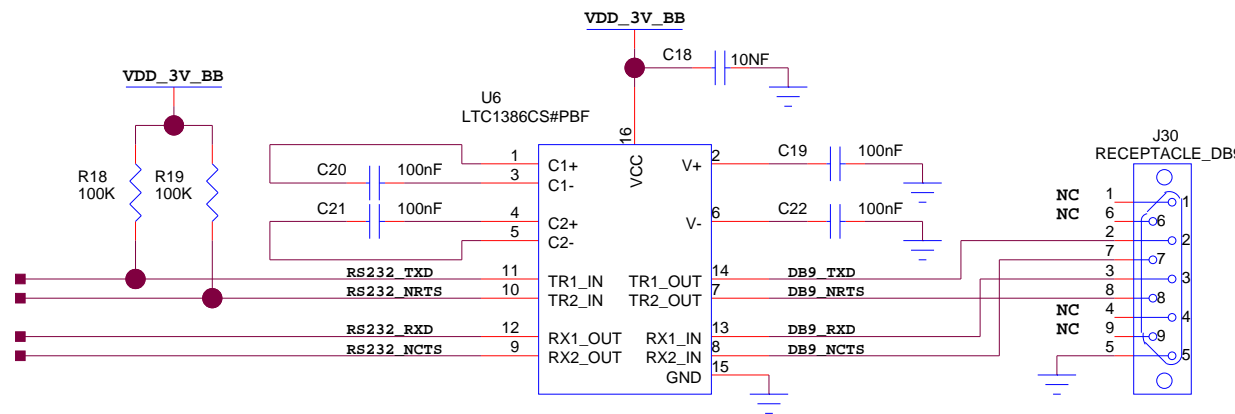 VDD_3V_BB
C18 10NF
VDD_3V_BB
U6
LTC1386CS#PBF
J30
RECEPTACLE_DB9
16
VCC
R18
100K
R19
100K
C20 100nF
C21 100nF
1 C1+
3 C1-
4 C2+
5 C2-
V+ 2 C19 100nF
V- 6 C22 100nF
RS232_TXD 11 TR1_IN
RS232_NRTS 10 TR2_IN
TR1_OUT 14 DB9_TXD
TR2_OUT 7 DB9_NRTS
RS232_RXD 12 RX1_OUT
RS232_NCTS 9 RX2_OUT
RX1_IN 13 DB9_RXD
RX2_IN 8 DB9_NCTS
GND 15
NC 1 1
NC 6 6
2 2
7 7
3 3
8 8
NC 4 4
NC 9 9
5 5